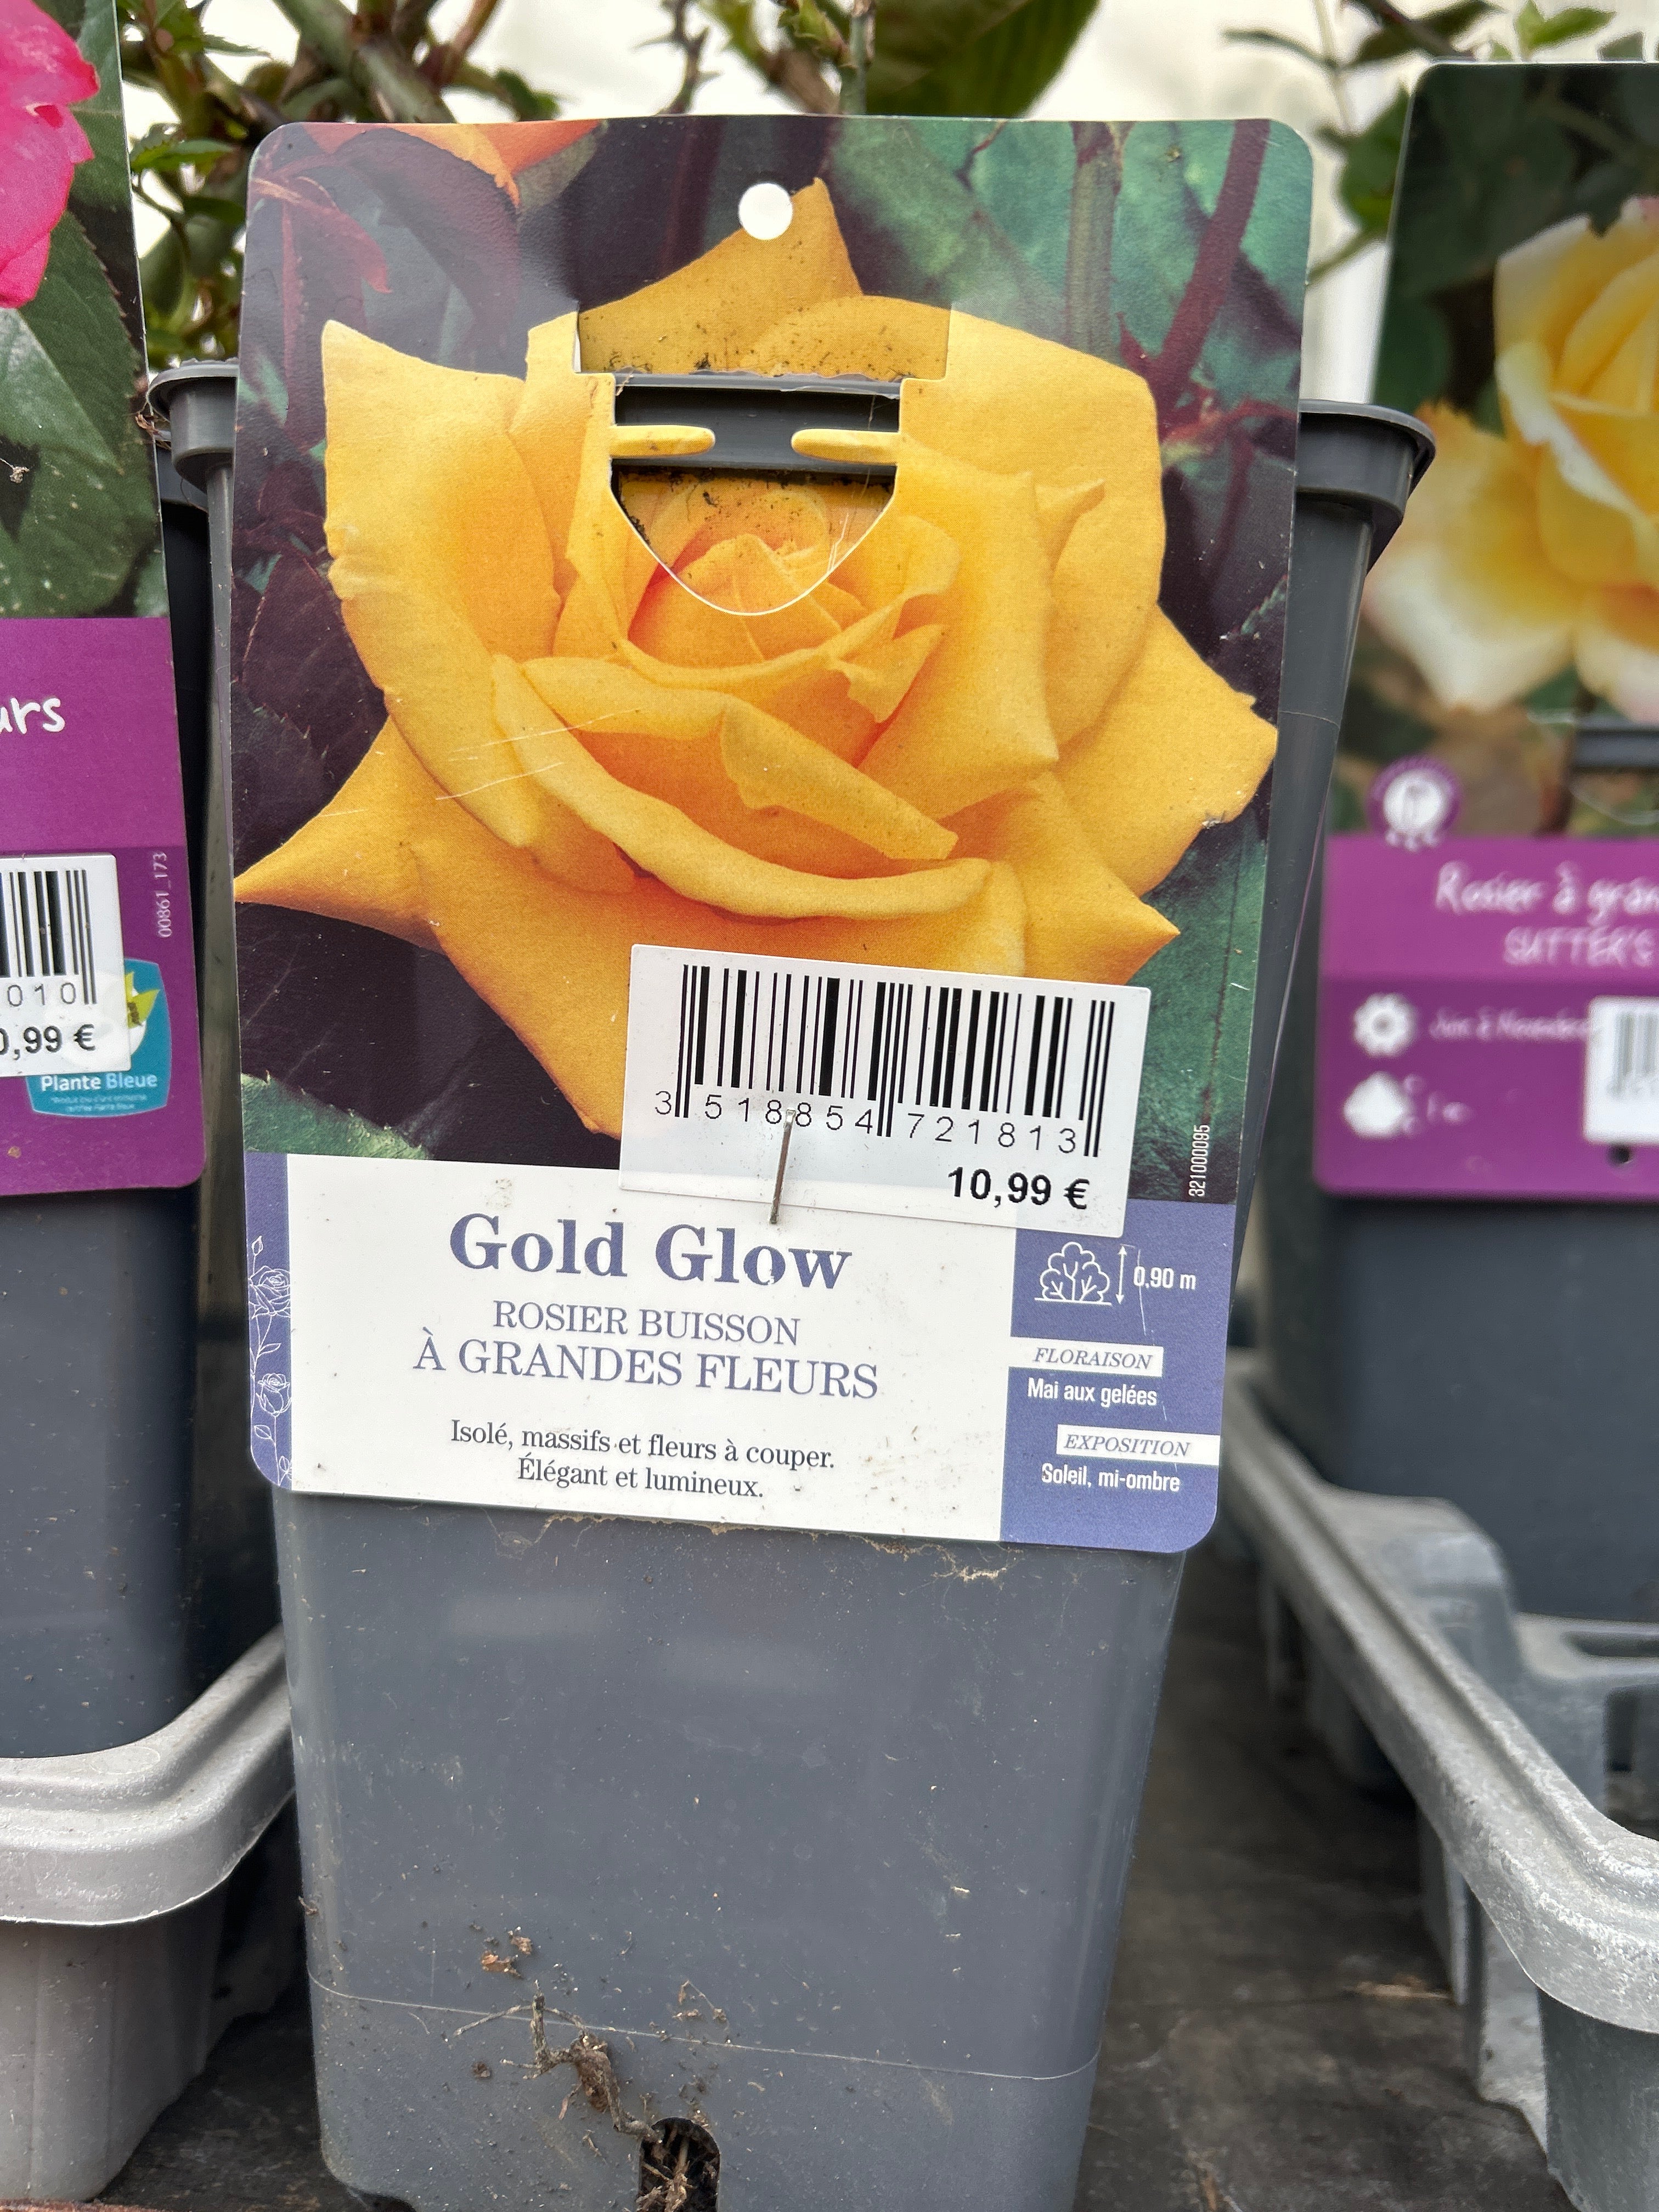 urs
00861_173
010
0,99 €
Plante Bleue
3 518854 721813
10,99 €
321000095
Gold Glow
ROSIER BUISSON
À GRANDES FLEURS
Isolé, massifs et fleurs à couper.
Élégant et lumineux.
0,90 m
FLORAISON
Mai aux gelées
EXPOSITION
Soleil, mi-ombre
Rosier à gran
SUTTER'S